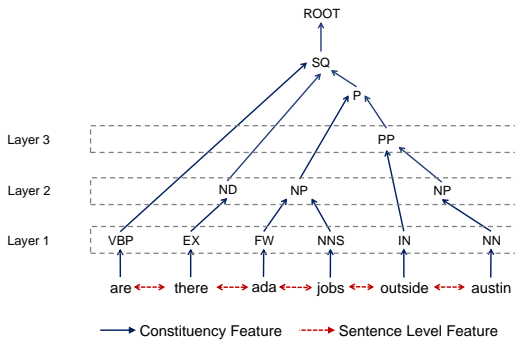 ROOT
SQ
P
Layer 3 PP
Layer 2 ND NP NP
Layer 1 VBP EX FW NNS IN NN
are there ada jobs outside austin
Constituency Feature Sentence Level Feature